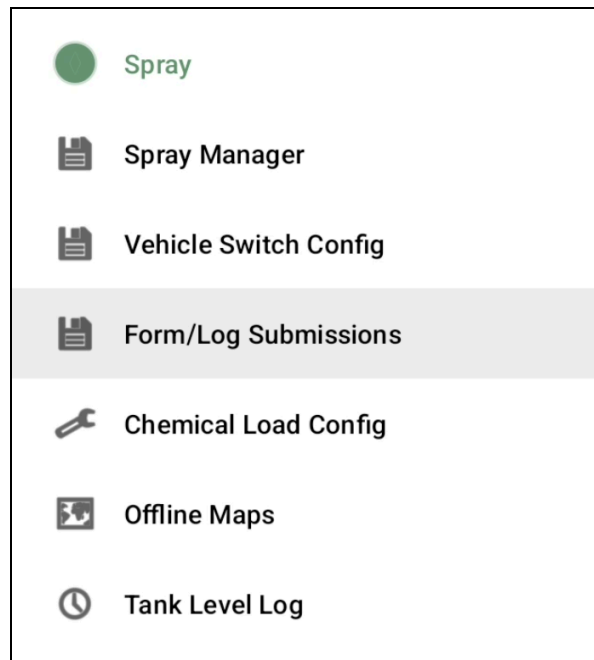 Spray
Spray Manager
Vehicle Switch Config
Form/Log Submissions
Chemical Load Config
Offline Maps
Tank Level Log